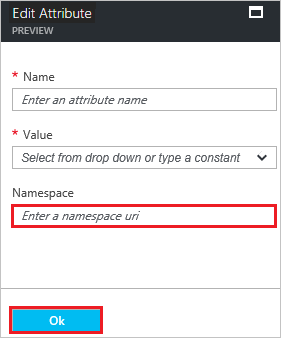 Edit Attribute
PREVIEW
* Name
Enter an attribute name
* Value
Select from drop down or type a constant
Namespace
Enter a namespace uri
Ok